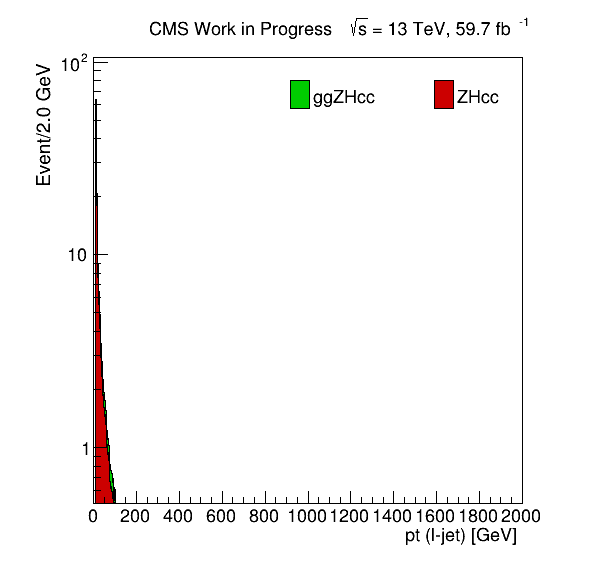 CMS Work in Progress √s = 13 TeV, 59.7 fb⁻¹
Event/2.0 GeV
10²
10
1
ggZHcc ZHcc
0 200 400 600 800 1000 1200 1400 1600 1800 2000
pt (l-jet) [GeV]